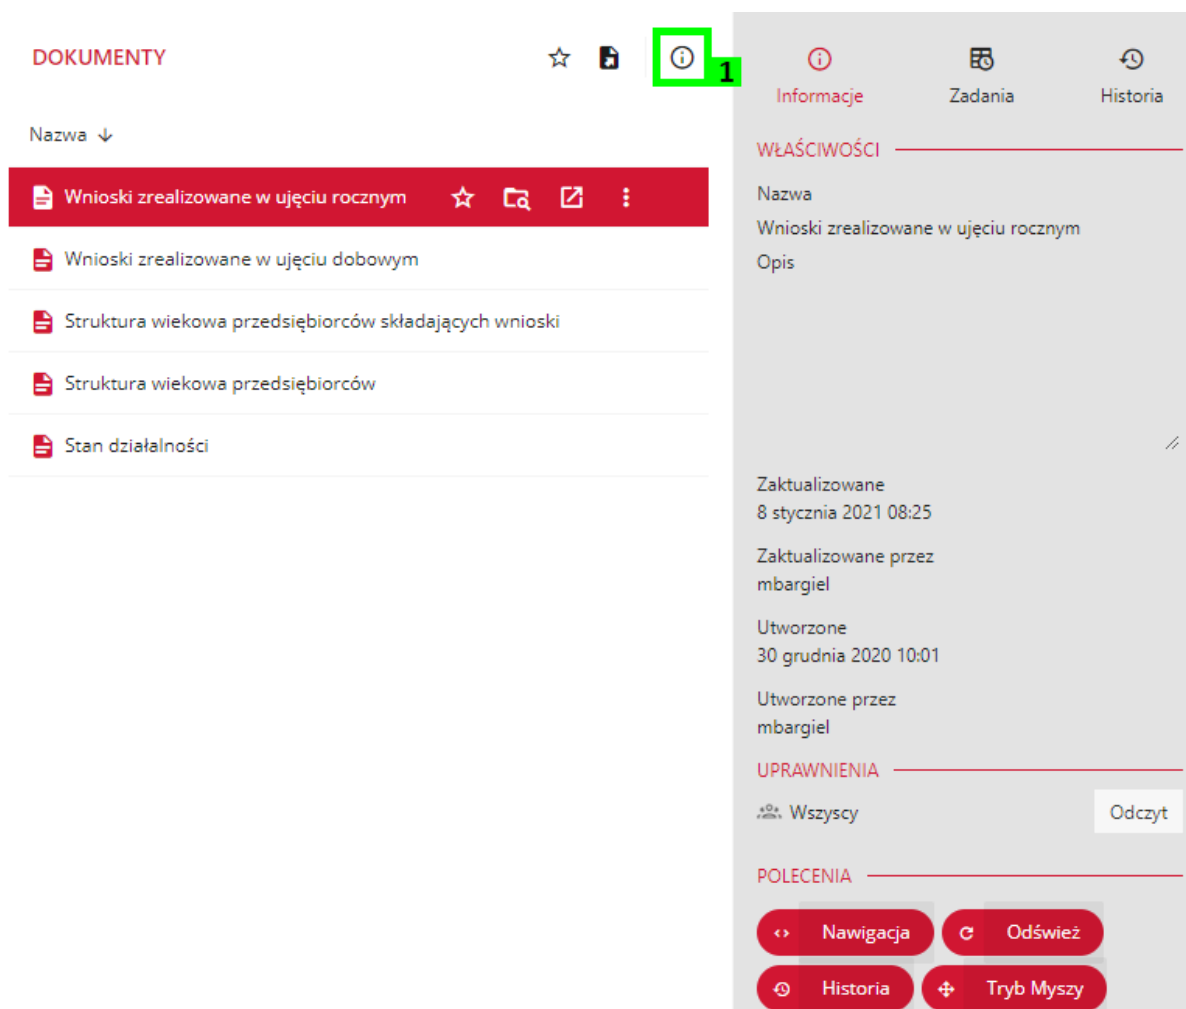 DOKUMENTY
1
Nazwa
Wnioski zrealizowane w ujęciu rocznym
Wnioski zrealizowane w ujęciu dobowym
Struktura wiekowa przedsiębiorców składających wnioski
Struktura wiekowa przedsiębiorców
Stan działalności
Informacje
Zadania
Historia
WŁAŚCIWOŚCI
Nazwa
Wnioski zrealizowane w ujęciu rocznym
Opis
Zaktualizowane
8 stycznia 2021 08:25
Zaktualizowane przez
mbargiel
Utworzone
30 grudnia 2020 10:01
Utworzone przez
mbargiel
UPRAWNIENIA
Wszyscy
Odczyt
POLECENIA
Nawigacja
Odśwież
Historia
Tryb Myszy